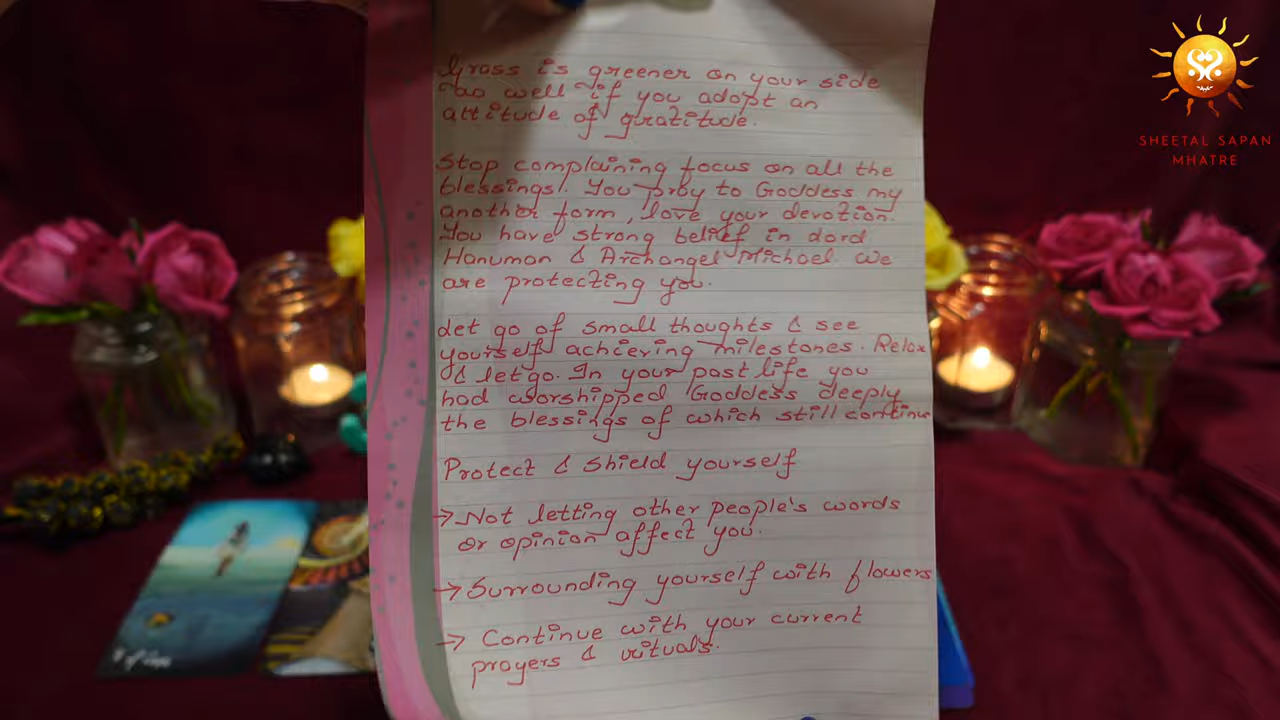 Grass is greener on your side
as well if you adopt an
attitude of gratitude.
Stop complaining focus on all the
blessings. You pray to Goddess my
another form, love your devotion.
You have strong belief in Lord
Hanuman & Archangel Michael. We
are protecting you.
Let go of small thoughts & see
yourself achieving milestones. Relax
& let go. In your past life you
had worshipped Goddess deeply
the blessings of which still continue
Protect & Shield yourself
→ Not letting other people's words
or opinion affect you.
→ Surrounding yourself with flowers
→ Continue with your current
prayers & rituals.
SHEETAL SAPAN
MHATRE